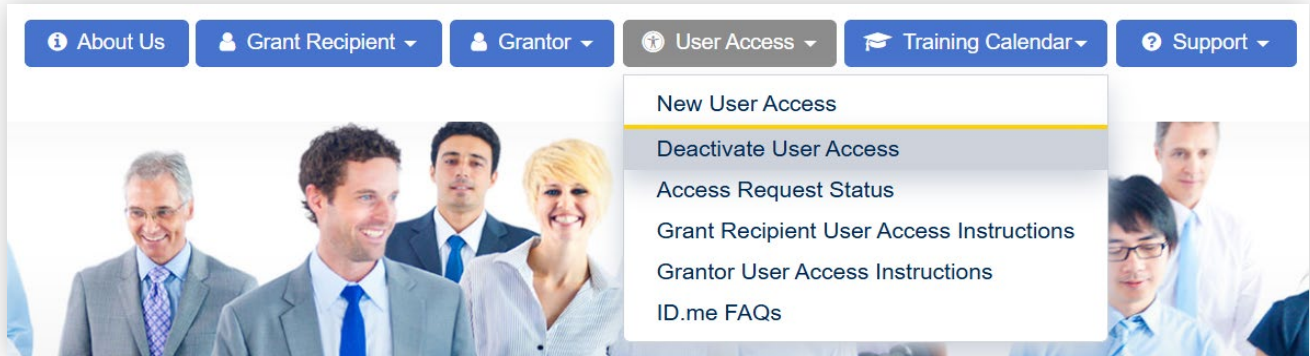 About Us
Grant Recipient
Grantor
User Access
Training Calendar
Support
New User Access
Deactivate User Access
Access Request Status
Grant Recipient User Access Instructions
Grantor User Access Instructions
ID.me FAQs